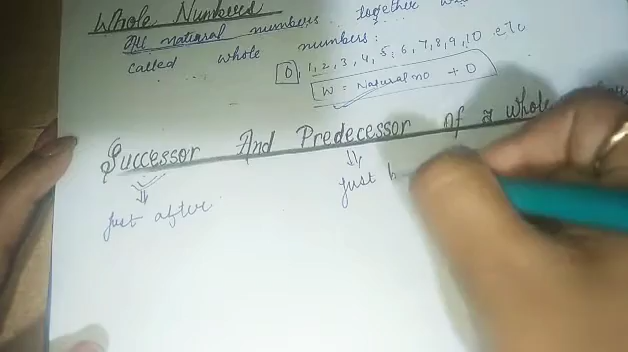 Whole Numbers
All natural numbers together
called whole numbers:
0, 1, 2, 3, 4, 5, 6, 7, 8, 9, 10 etc
W = Natural no + 0
Successor And Predecessor Of a whole
Just after
Just b